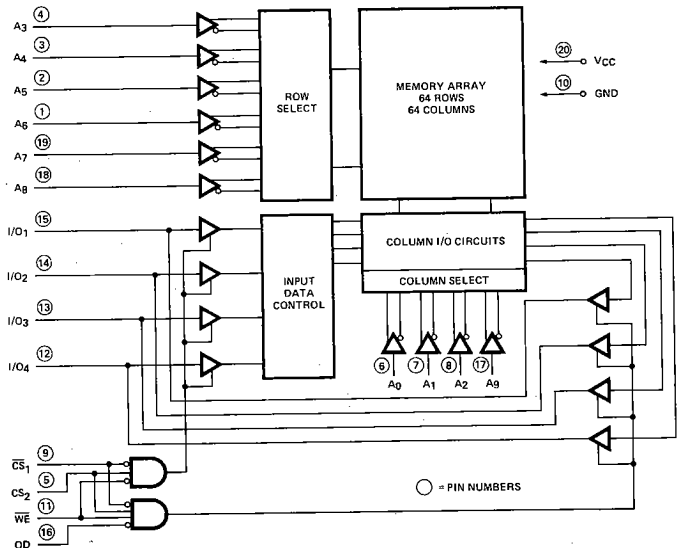 A3 4
A4 3
A5 2
A6 1
A7 19
A8 18
ROW
SELECT
MEMORY ARRAY
64 ROWS
64 COLUMNS
20 VCC
10 GND
I/O1 15
I/O2 14
I/O3 13
I/O4 12
INPUT
DATA
CONTROL
COLUMN I/O CIRCUITS
COLUMN SELECT
6 7 8 17
A0 A1 A2 A9
CS1 9
CS2 5
WE 11
OD 16
= PIN NUMBERS